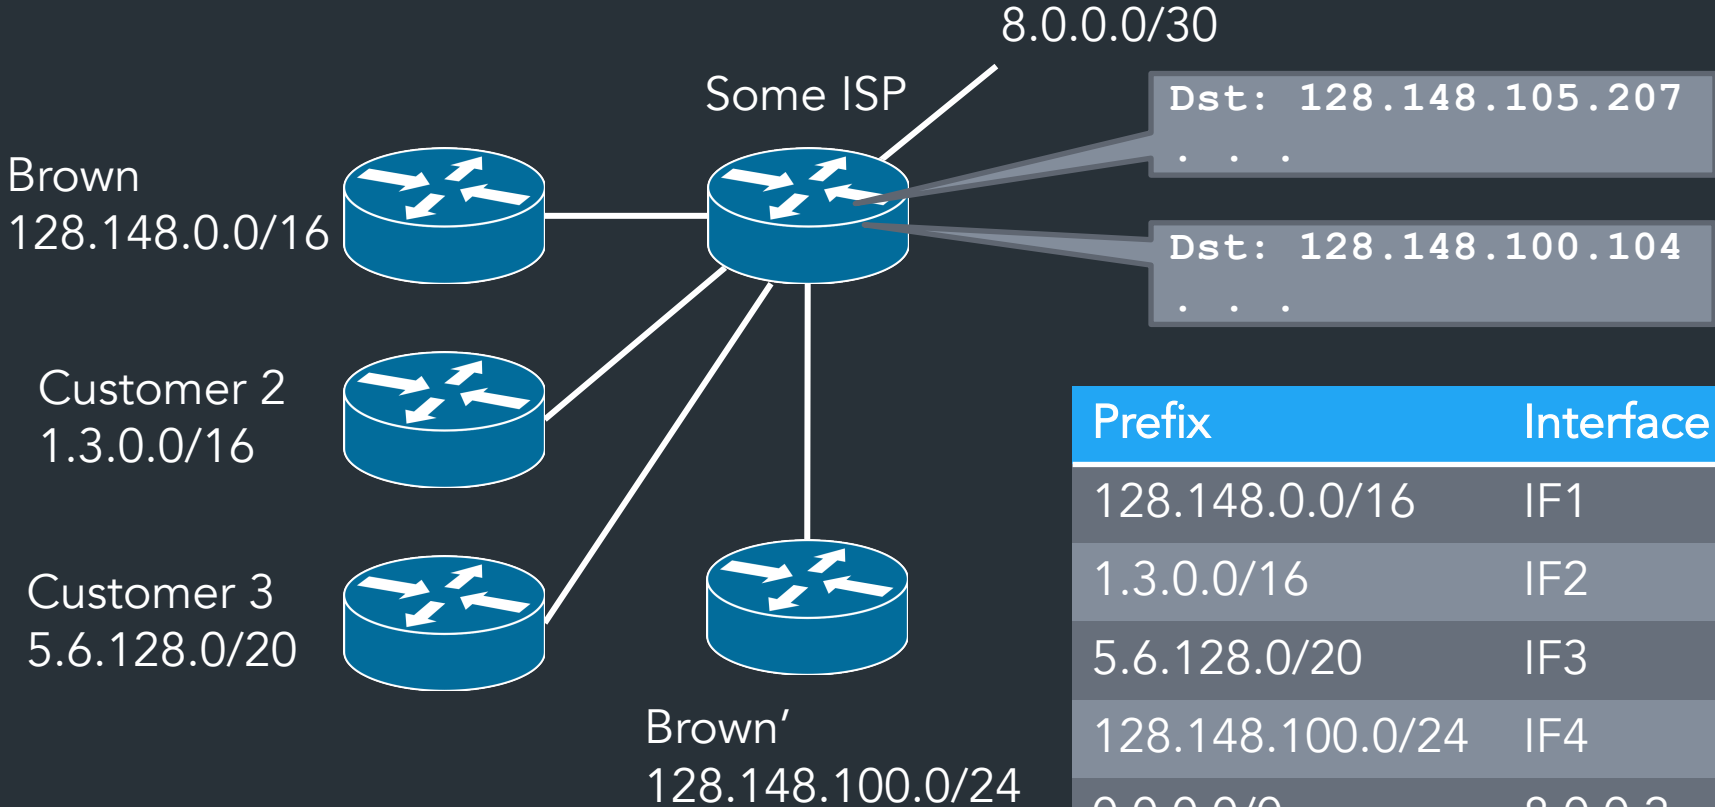 8.0.0.0/30
Some ISP
Dst: 128.148.105.207
. . .
Brown
128.148.0.0/16
Dst: 128.148.100.104
. . .
Customer 2
1.3.0.0/16
Customer 3
5.6.128.0/20
Brown’
128.148.100.0/24
Prefix Interface
128.148.0.0/16 IF1
1.3.0.0/16 IF2
5.6.128.0/20 IF3
128.148.100.0/24 IF4